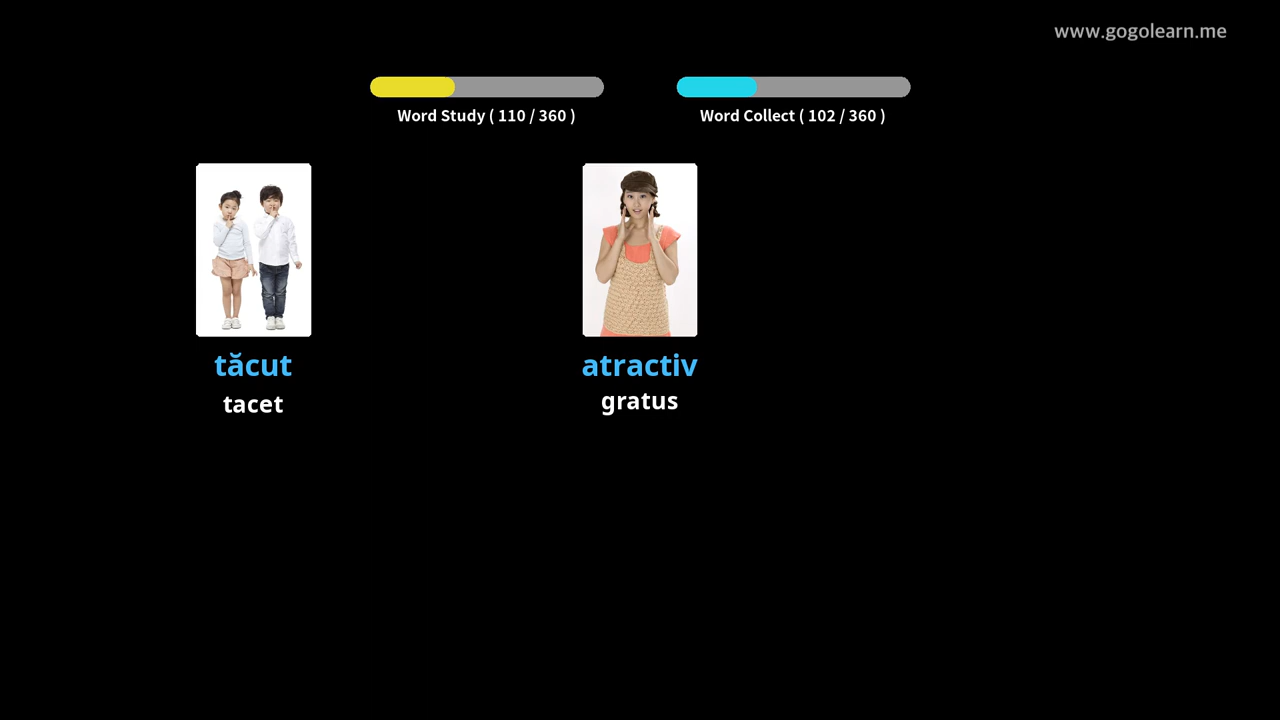 www.gogolearn.me
Word Study ( 110 / 360 )
Word Collect ( 102 / 360 )
tăcut
tacet
atractiv
gratus